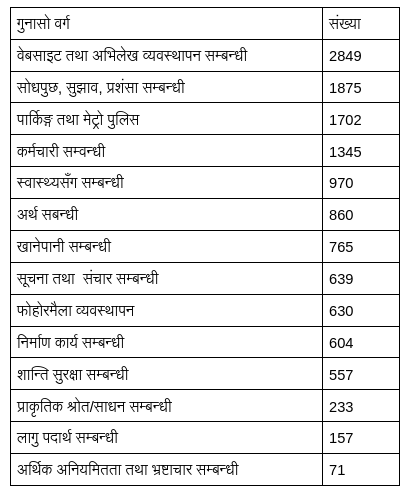 गुनासो वर्ग संख्या
वेबसाइट तथा अभिलेख व्यवस्थापन सम्बन्धी 2849
सोधपुछ, सुझाव, प्रशंसा सम्बन्धी 1875
पार्किङ्ग तथा मेट्रो पुलिस 1702
कर्मचारी सम्वन्धी 1345
स्वास्थ्यसँग सम्बन्धी 970
अर्थ सबन्धी 860
खानेपानी सम्बन्धी 765
सूचना तथा  संचार सम्बन्धी 639
फोहोरमैला व्यवस्थापन 630
निर्माण कार्य सम्बन्धी 604
शान्ति सुरक्षा सम्बन्धी 557
प्राकृतिक श्रोत/साधन सम्बन्धी 233
लागु पदार्थ सम्बन्धी 157
आर्थिक अनियमितता तथा भ्रष्टाचार सम्बन्धी 71